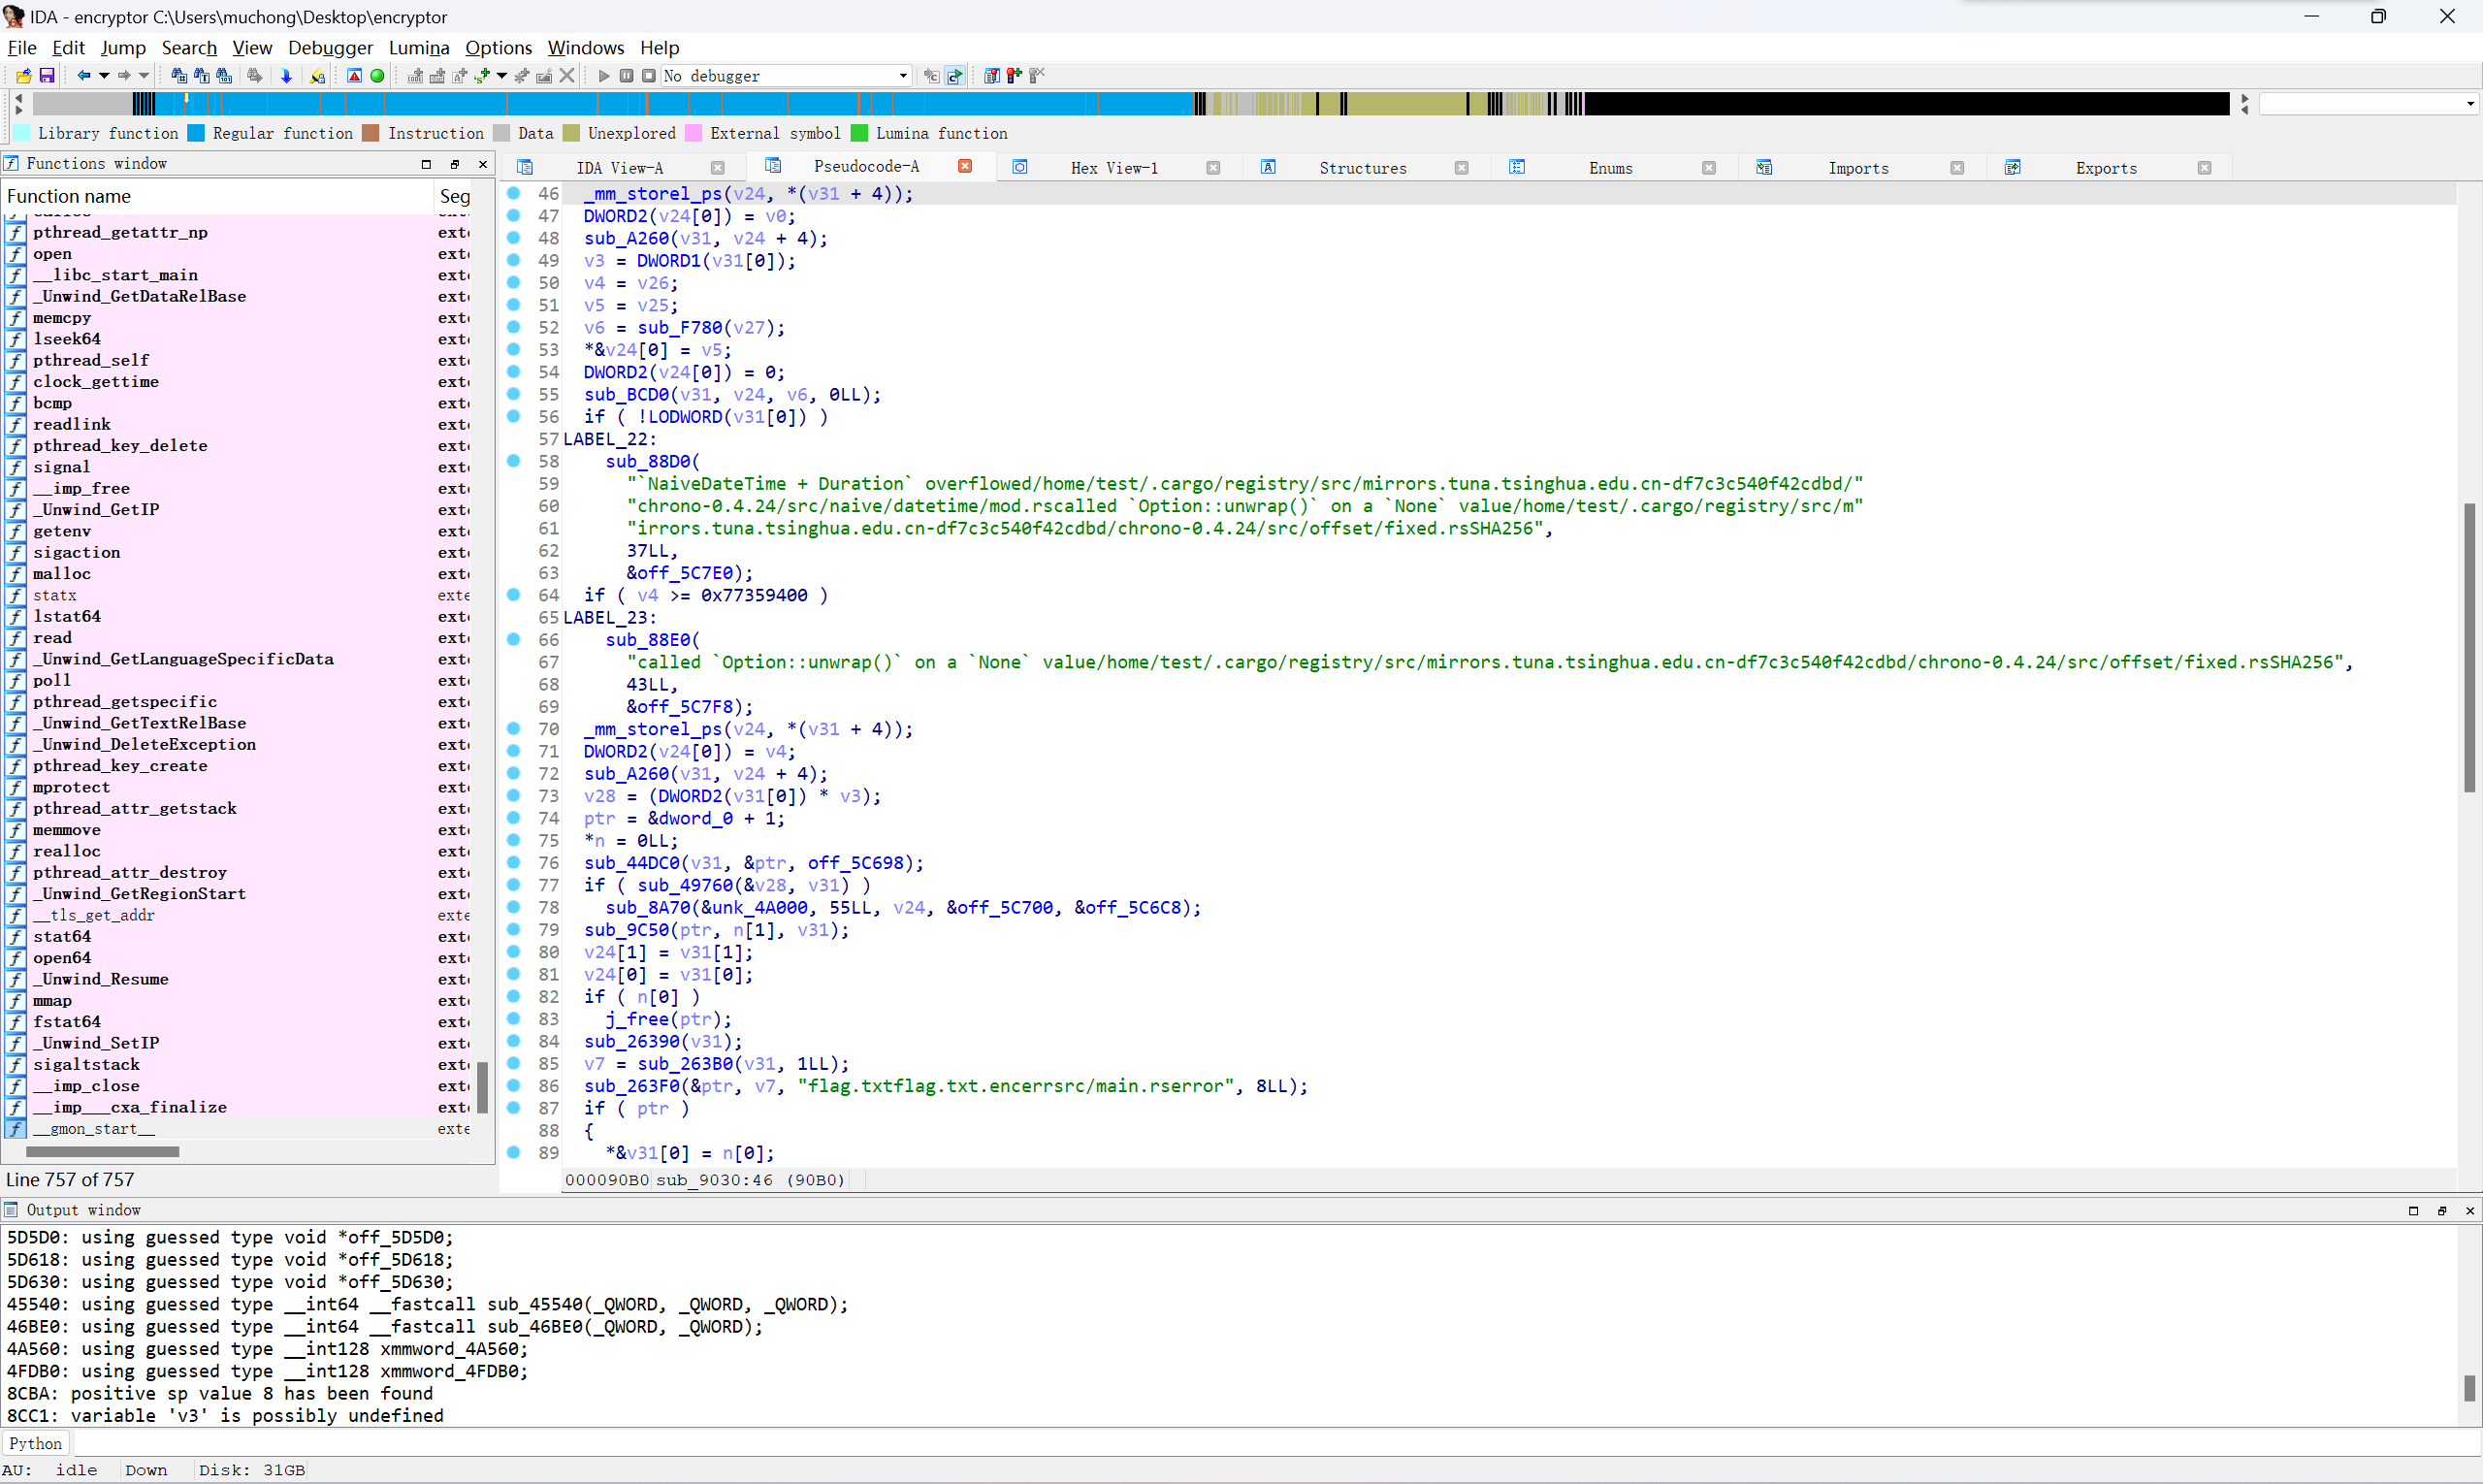 IDA - encryptor C:\Users\muchong\Desktop\encryptor
File Edit Jump Search View Debugger Lumina Options Windows Help
No debugger
Library function Regular function Instruction Data Unexplored External symbol Lumina function
Functions window
Function name Seg
pthread_getattr_np ext
open ext
__libc_start_main ext
_Unwind_GetDataRelBase ext
memcpy ext
lseek64 ext
pthread_self ext
clock_gettime ext
bcmp ext
readlink ext
pthread_key_delete ext
signal ext
__imp_free ext
_Unwind_GetIP ext
getenv ext
sigaction ext
malloc ext
statx exte
lstat64 ext
read ext
_Unwind_GetLanguageSpecificData ext
poll ext
pthread_getspecific ext
_Unwind_GetTextRelBase ext
_Unwind_DeleteException ext
pthread_key_create ext
mprotect ext
pthread_attr_getstack ext
memmove ext
realloc ext
pthread_attr_destroy ext
_Unwind_GetRegionStart ext
__tls_get_addr exte
stat64 ext
open64 ext
_Unwind_Resume ext
mmap ext
fstat64 ext
_Unwind_SetIP ext
sigaltstack ext
__imp_close ext
__imp___cxa_finalize ext
__gmon_start__ exte
Line 757 of 757
IDA View-A Pseudocode-A Hex View-1 Structures Enums Imports Exports
46 _mm_storel_ps(v24, *(v31 + 4));
47 DWORD2(v24[0]) = v0;
48 sub_A260(v31, v24 + 4);
49 v3 = DWORD1(v31[0]);
50 v4 = v26;
51 v5 = v25;
52 v6 = sub_F780(v27);
53 *&v24[0] = v5;
54 DWORD2(v24[0]) = 0;
55 sub_BCD0(v31, v24, v6, 0LL);
56 if ( !LODWORD(v31[0]) )
57 LABEL_22:
58 sub_88D0(
59 "`NaiveDateTime + Duration` overflowed/home/test/.cargo/registry/src/mirrors.tuna.tsinghua.edu.cn-df7c3c540f42cdbd/"
60 "chrono-0.4.24/src/naive/datetime/mod.rscalled `Option::unwrap()` on a `None` value/home/test/.cargo/registry/src/m"
61 "irrors.tuna.tsinghua.edu.cn-df7c3c540f42cdbd/chrono-0.4.24/src/offset/fixed.rsSHA256",
62 37LL,
63 &off_5C7E0);
64 if ( v4 >= 0x77359400 )
65 LABEL_23:
66 sub_88E0(
67 "called `Option::unwrap()` on a `None` value/home/test/.cargo/registry/src/mirrors.tuna.tsinghua.edu.cn-df7c3c540f42cdbd/chrono-0.4.24/src/offset/fixed.rsSHA256",
68 43LL,
69 &off_5C7F8);
70 _mm_storel_ps(v24, *(v31 + 4));
71 DWORD2(v24[0]) = v4;
72 sub_A260(v31, v24 + 4);
73 v28 = (DWORD2(v31[0]) * v3);
74 ptr = &dword_0 + 1;
75 *n = 0LL;
76 sub_44DC0(v31, &ptr, off_5C698);
77 if ( sub_49760(&v28, v31) )
78 sub_8A70(&unk_4A000, 55LL, v24, &off_5C700, &off_5C6C8);
79 sub_9C50(ptr, n[1], v31);
80 v24[1] = v31[1];
81 v24[0] = v31[0];
82 if ( n[0] )
83 j_free(ptr);
84 sub_26390(v31);
85 v7 = sub_263B0(v31, 1LL);
86 sub_263F0(&ptr, v7, "flag.txtflag.txt.encerrsrc/main.rserror", 8LL);
87 if ( ptr )
88 {
89 *&v31[0] = n[0];
000090B0 sub_9030:46 (90B0)
Output window
5D5D0: using guessed type void *off_5D5D0;
5D618: using guessed type void *off_5D618;
5D630: using guessed type void *off_5D630;
45540: using guessed type __int64 __fastcall sub_45540(_QWORD, _QWORD, _QWORD);
46BE0: using guessed type __int64 __fastcall sub_46BE0(_QWORD, _QWORD);
4A560: using guessed type __int128 xmmword_4A560;
4FDB0: using guessed type __int128 xmmword_4FDB0;
8CBA: positive sp value 8 has been found
8CC1: variable 'v3' is possibly undefined
Python
AU: idle Down Disk: 31GB